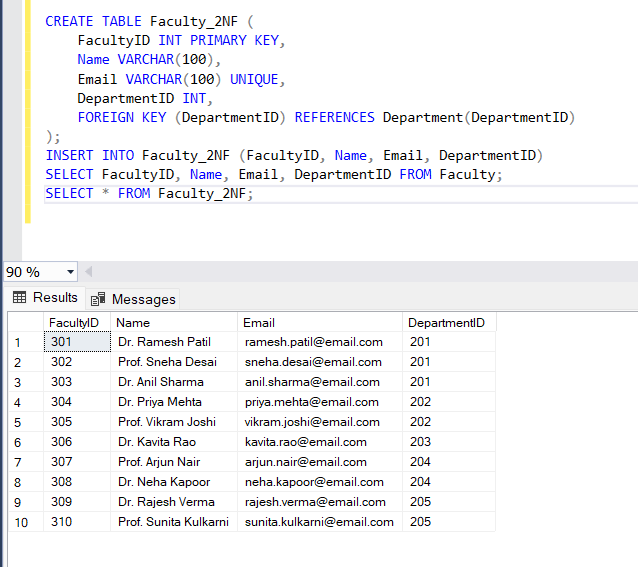 CREATE TABLE Faculty_2NF (
FacultyID INT PRIMARY KEY,
Name VARCHAR(100),
Email VARCHAR(100) UNIQUE,
DepartmentID INT,
FOREIGN KEY (DepartmentID) REFERENCES Department(DepartmentID)
);
INSERT INTO Faculty_2NF (FacultyID, Name, Email, DepartmentID)
SELECT FacultyID, Name, Email, DepartmentID FROM Faculty;
SELECT * FROM Faculty_2NF;
90 %
Results Messages
FacultyID Name Email DepartmentID
1 301 Dr. Ramesh Patil ramesh.patil@email.com 201
2 302 Prof. Sneha Desai sneha.desai@email.com 201
3 303 Dr. Anil Sharma anil.sharma@email.com 201
4 304 Dr. Priya Mehta priya.mehta@email.com 202
5 305 Prof. Vikram Joshi vikram.joshi@email.com 202
6 306 Dr. Kavita Rao kavita.rao@email.com 203
7 307 Prof. Arjun Nair arjun.nair@email.com 204
8 308 Dr. Neha Kapoor neha.kapoor@email.com 204
9 309 Dr. Rajesh Verma rajesh.verma@email.com 205
10 310 Prof. Sunita Kulkarni sunita.kulkarni@email.com 205